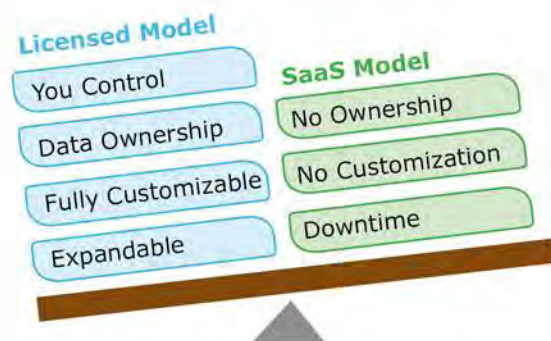 Licensed Model
You Control
Data Ownership
Fully Customizable
Expandable
SaaS Model
No Ownership
No Customization
Downtime